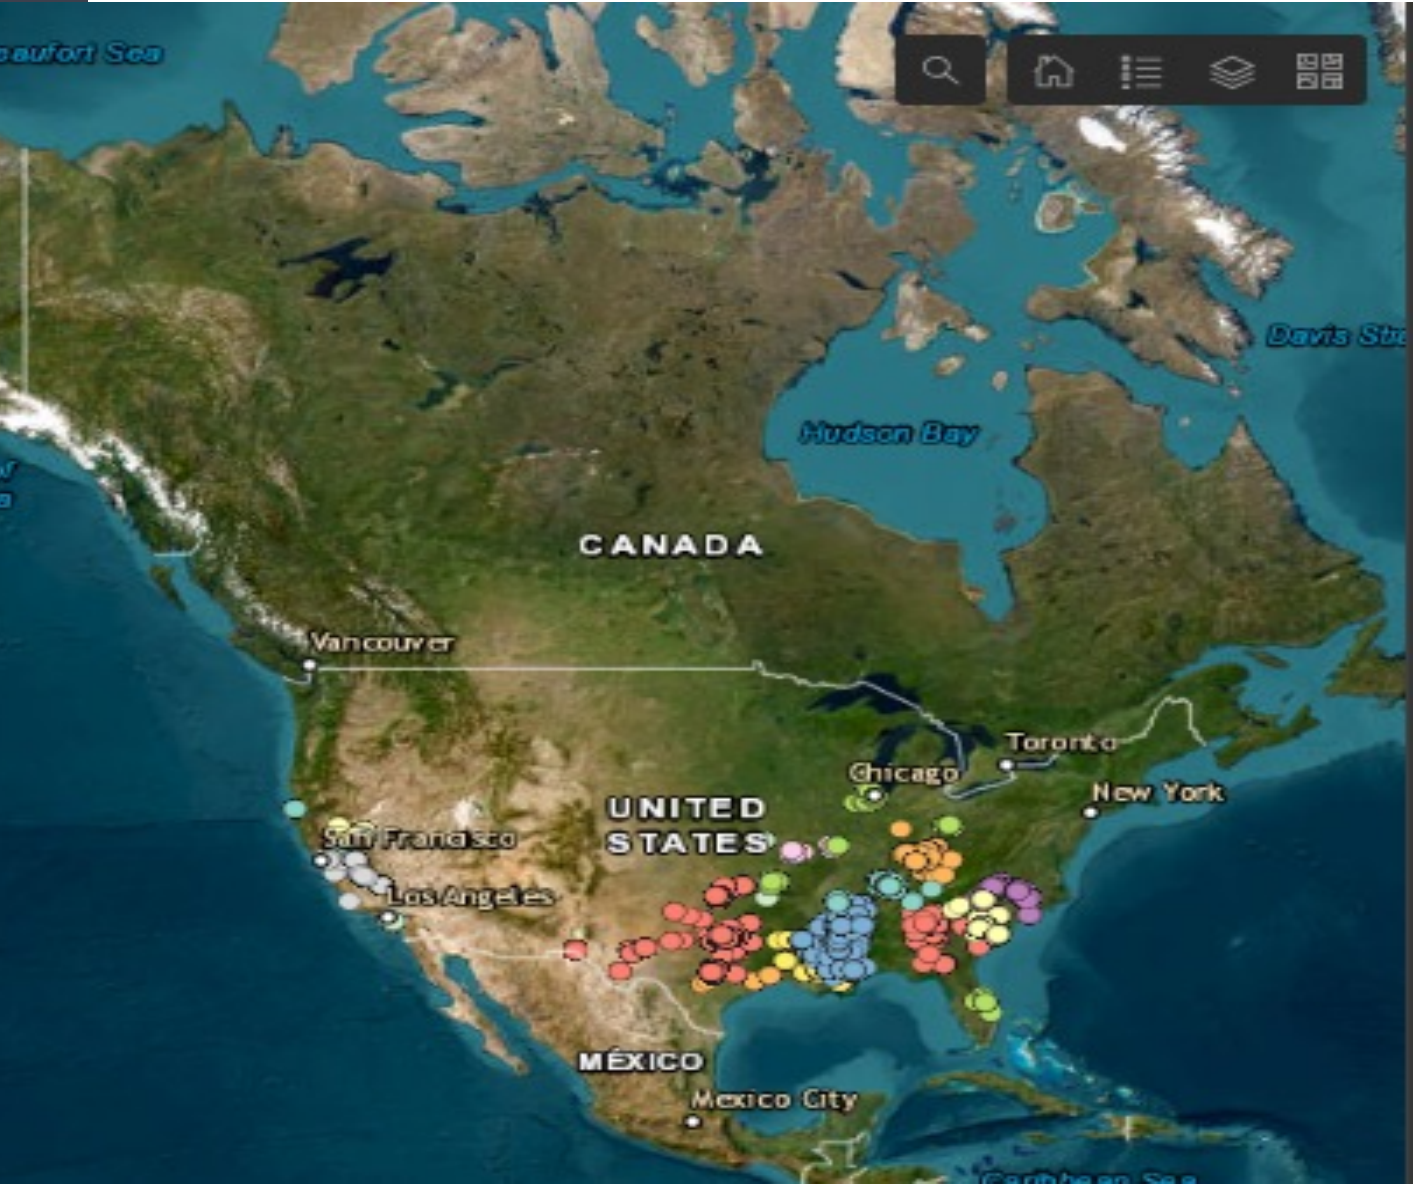 eaufort Sea
Davis Str
Hudson Bay
CANADA
Vancouver
Toronto
Chicago
New York
UNITED
STATES
San Francisco
Los Angeles
MÉXICO
Mexico City
Caribbean Sea